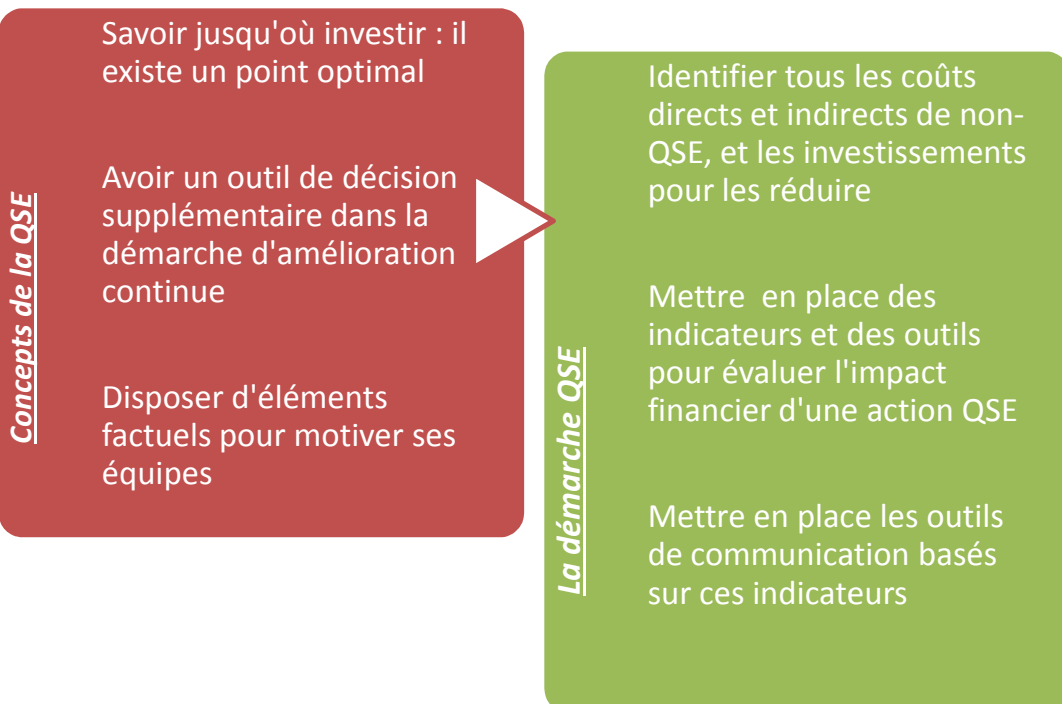 Concepts de la QSE
Savoir jusqu'où investir : il
existe un point optimal
Avoir un outil de décision
supplémentaire dans la
démarche d'amélioration
continue
Disposer d'éléments
factuels pour motiver ses
équipes
La démarche QSE
Identifier tous les coûts
directs et indirects de non-
QSE, et les investissements
pour les réduire
Mettre  en place des
indicateurs et des outils
pour évaluer l'impact
financier d'une action QSE
Mettre en place les outils
de communication basés
sur ces indicateurs